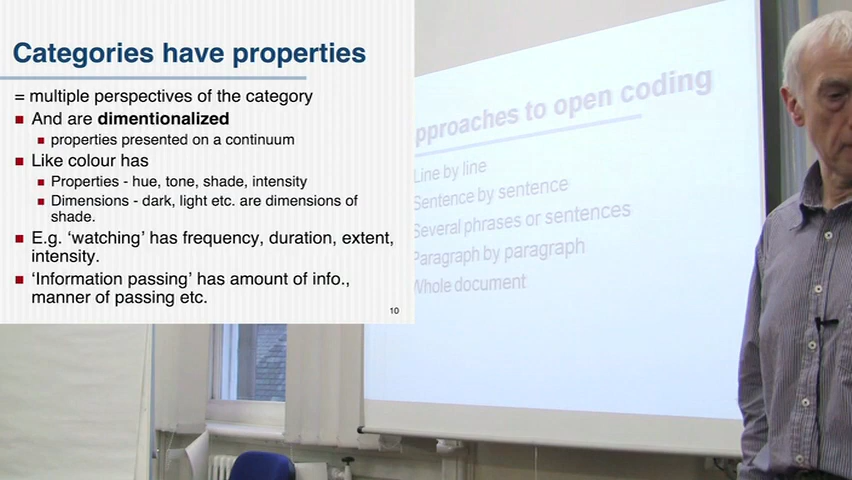 Categories have properties
= multiple perspectives of the category
And are dimentionalized
properties presented on a continuum
Like colour has
Properties - hue, tone, shade, intensity
Dimensions - dark, light etc. are dimensions of
shade.
E.g. ‘watching’ has frequency, duration, extent,
intensity.
‘Information passing’ has amount of info.,
manner of passing etc.
10
pproaches to open coding
Line by line
Sentence by sentence
Several phrases or sentences
Paragraph by paragraph
Whole document